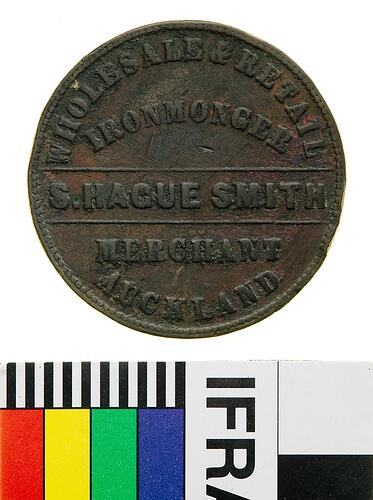 WHOLESALE & RETAIL
IRONMONGER
S. HAGUE SMITH
MERCHANT
AUCKLAND
IFRA